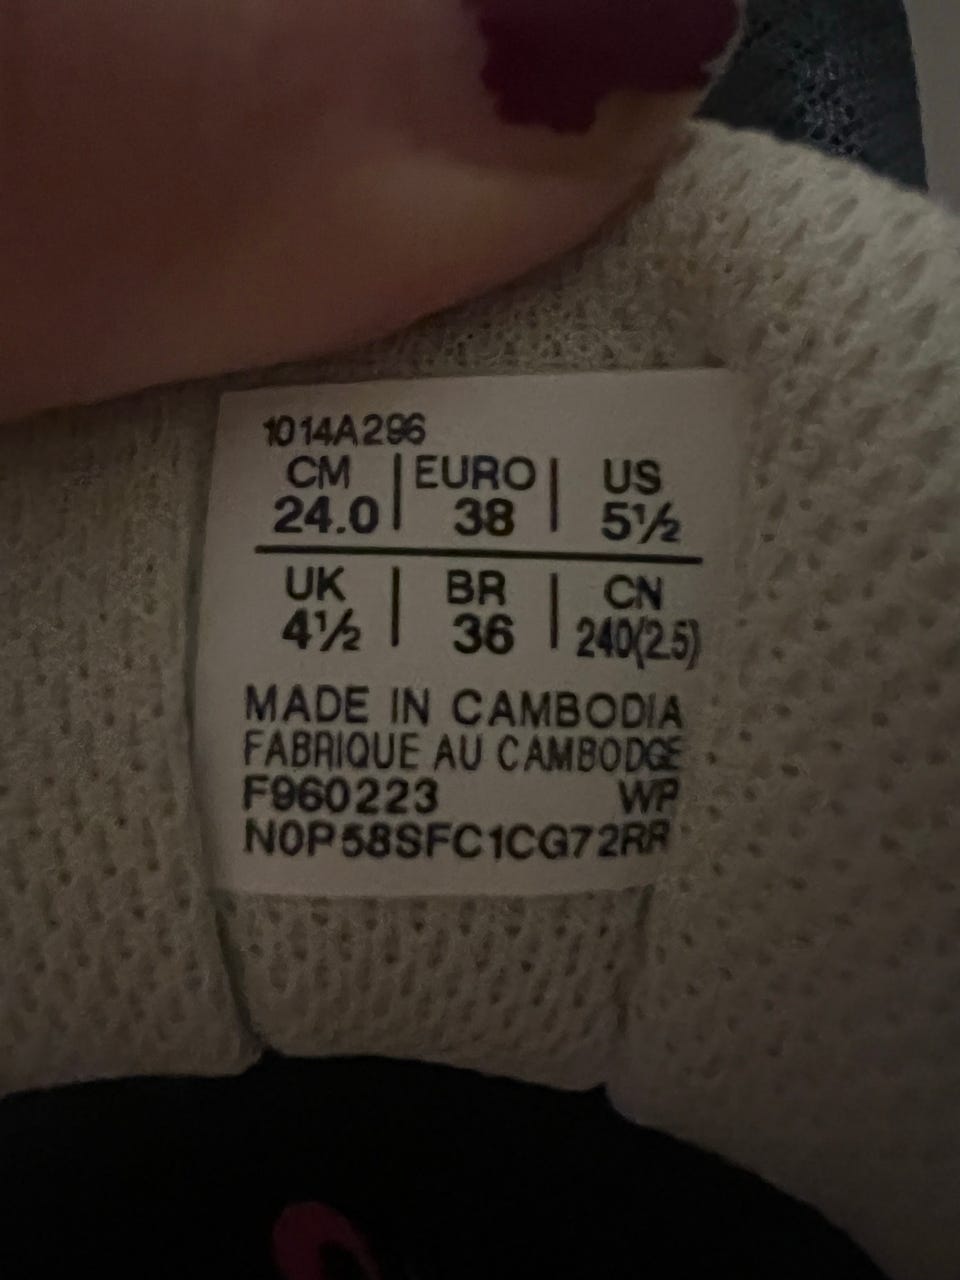 1014A296
CM | EURO | US
24.0 | 38 | 5½
UK | BR | CN
4½ | 36 | 240(2.5)
MADE IN CAMBODIA
FABRIQUE AU CAMBODGE
F960223 WP
N0P58SFC1CG72RR